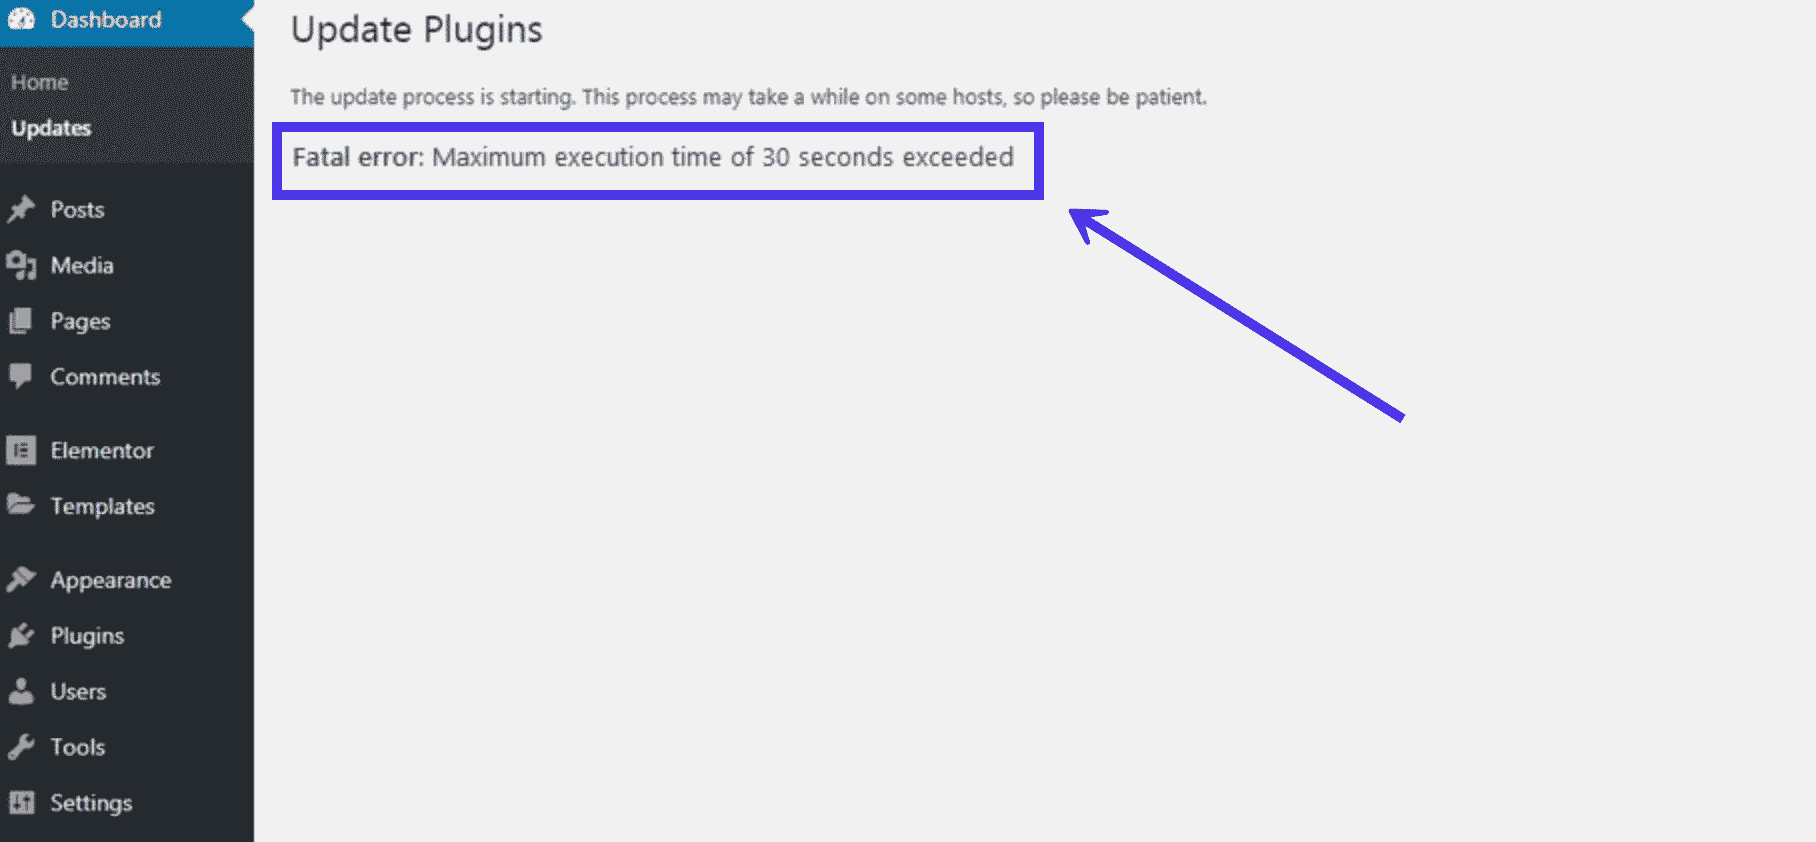 Dashboard
Home
Updates
Posts
Media
Pages
Comments
Elementor
Templates
Appearance
Plugins
Users
Tools
Settings
Update Plugins
The update process is starting. This process may take a while on some hosts, so please be patient.
Fatal error: Maximum execution time of 30 seconds exceeded